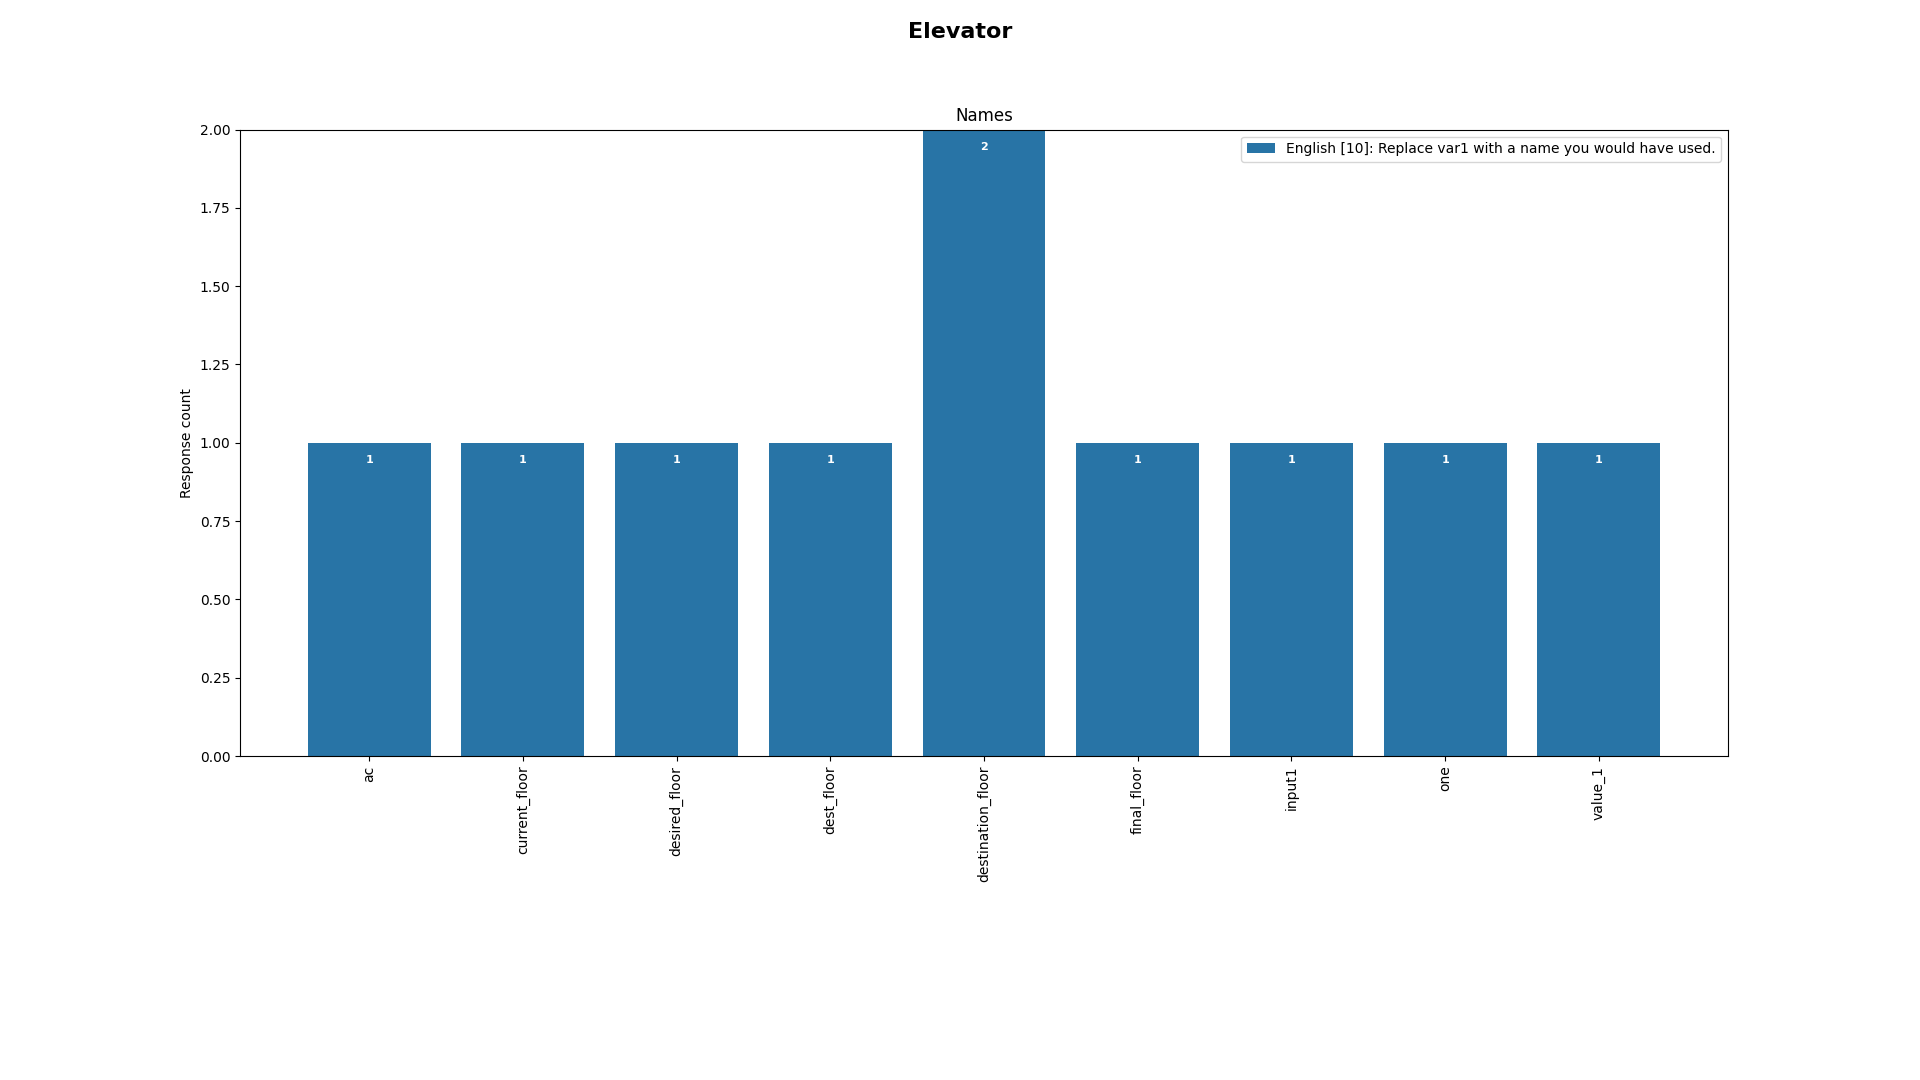 Elevator
Names
English [10]: Replace var1 with a name you would have used.
Response count
2.00
1.75
1.50
1.25
1.00
0.75
0.50
0.25
0.00
1
1
1
1
2
1
1
1
1
ac
current_floor
desired_floor
dest_floor
destination_floor
final_floor
input1
one
value_1